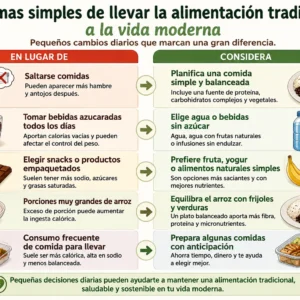 mas simples de llevar la alimentación tradic
a la vida moderna
Pequeños cambios diarios que marcan una gran diferencia.
EN LUGAR DE
CONSIDERA
Saltarse comidas
Pueden aparecer más hambre
y antojos después.
Planifica una comida
simple y balanceada
Incluye una fuente de proteína,
carbohidratos complejos y vegetales.
Tomar bebidas azucaradas
todos los días
Aportan calorías vacías y pueden
afectar el control del peso.
Elige agua o bebidas
sin azúcar
Agua, agua con frutas naturales
o infusiones sin endulzar.
Elegir snacks o productos
empaquetados
Suelen tener más sodio, azúcares
y grasas saturadas.
Prefiere fruta, yogur
o alimentos naturales simples
Son opciones más saciantes y con
mejores nutrientes.
Porciones muy grandes de arroz
Exceso de porción puede aumentar
la ingesta calórica.
Equilibra el arroz con frijoles
y verduras
Un plato balanceado aporta más fibra,
proteína y micronutrientes.
Consumo frecuente
de comida para llevar
Suele ser más calórica, alta en sodio
y menos balanceada.
Prepara algunas comidas
con anticipación
Ahorra tiempo, dinero y te ayuda
a elegir mejor.
Pequeñas decisiones diarias pueden ayudarte a mantener una alimentación tradicional,
saludable y sostenible en tu vida moderna.